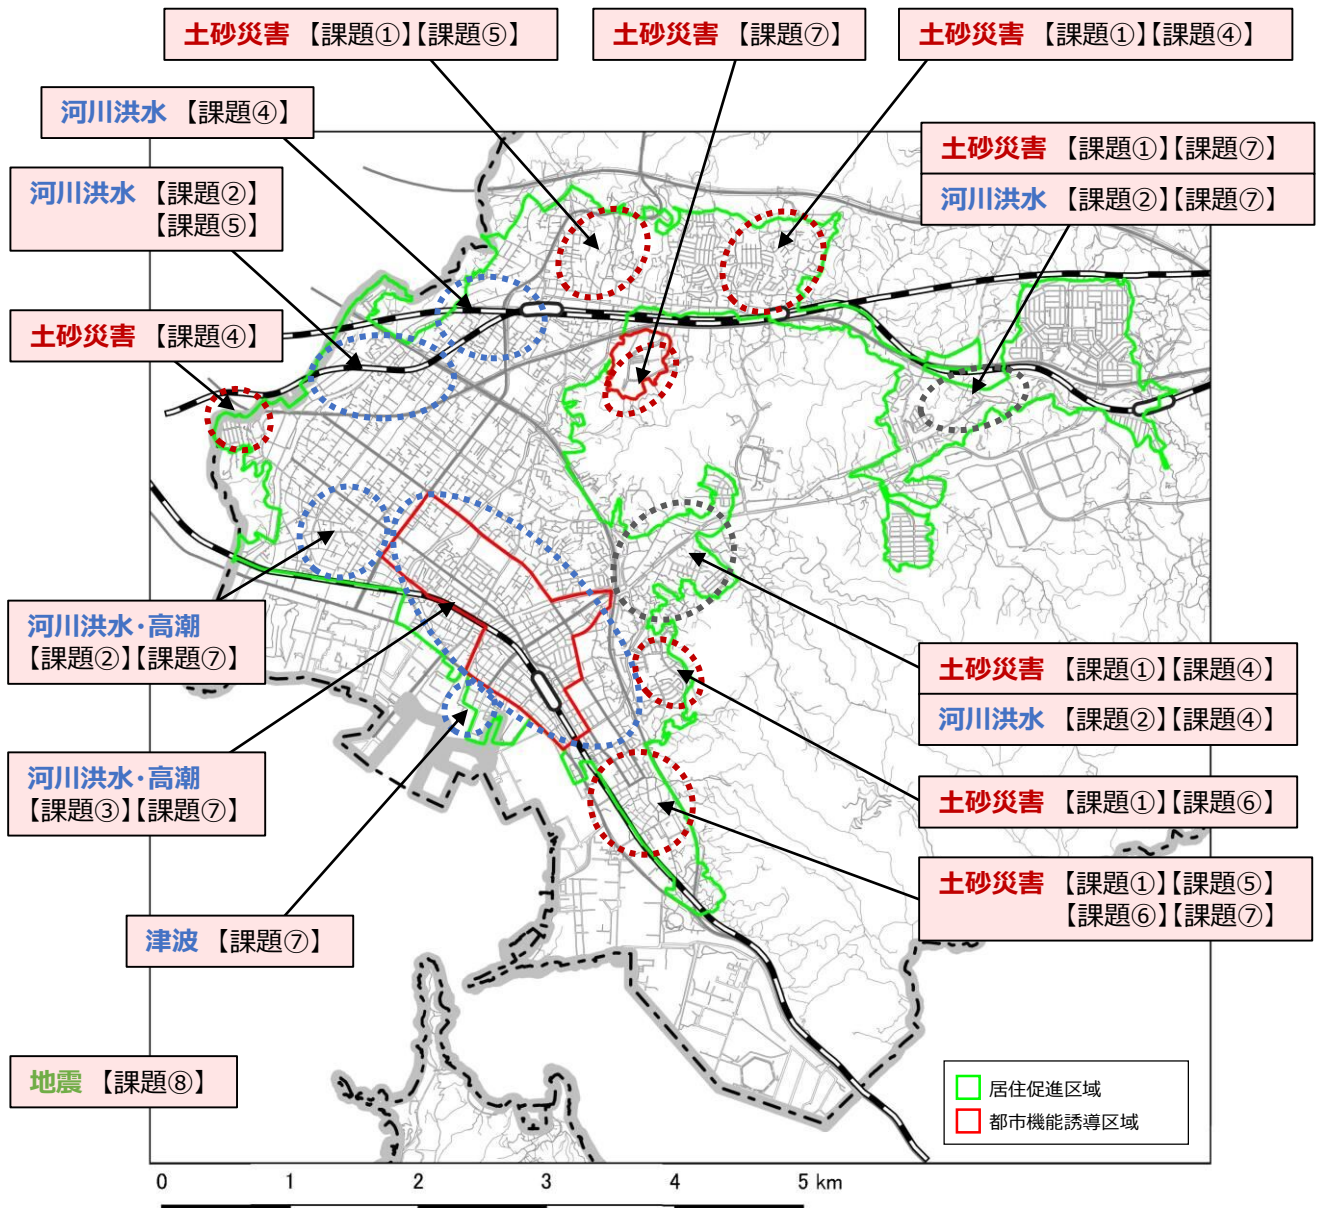 土砂災害【課題①】【課題⑤】
土砂災害【課題⑦】
土砂災害【課題①】【課題④】
河川洪水【課題④】
土砂災害【課題①】【課題⑦】
河川洪水【課題②】【課題⑦】
河川洪水【課題②】
【課題⑤】
土砂災害【課題④】
河川洪水・高潮
【課題②】【課題⑦】
土砂災害【課題①】【課題④】
河川洪水【課題②】【課題④】
河川洪水・高潮
【課題③】【課題⑦】
土砂災害【課題①】【課題⑥】
土砂災害【課題①】【課題⑤】
【課題⑥】【課題⑦】
津波【課題⑦】
地震【課題⑧】
居住促進区域
都市機能誘導区域
0 1 2 3 4 5 km